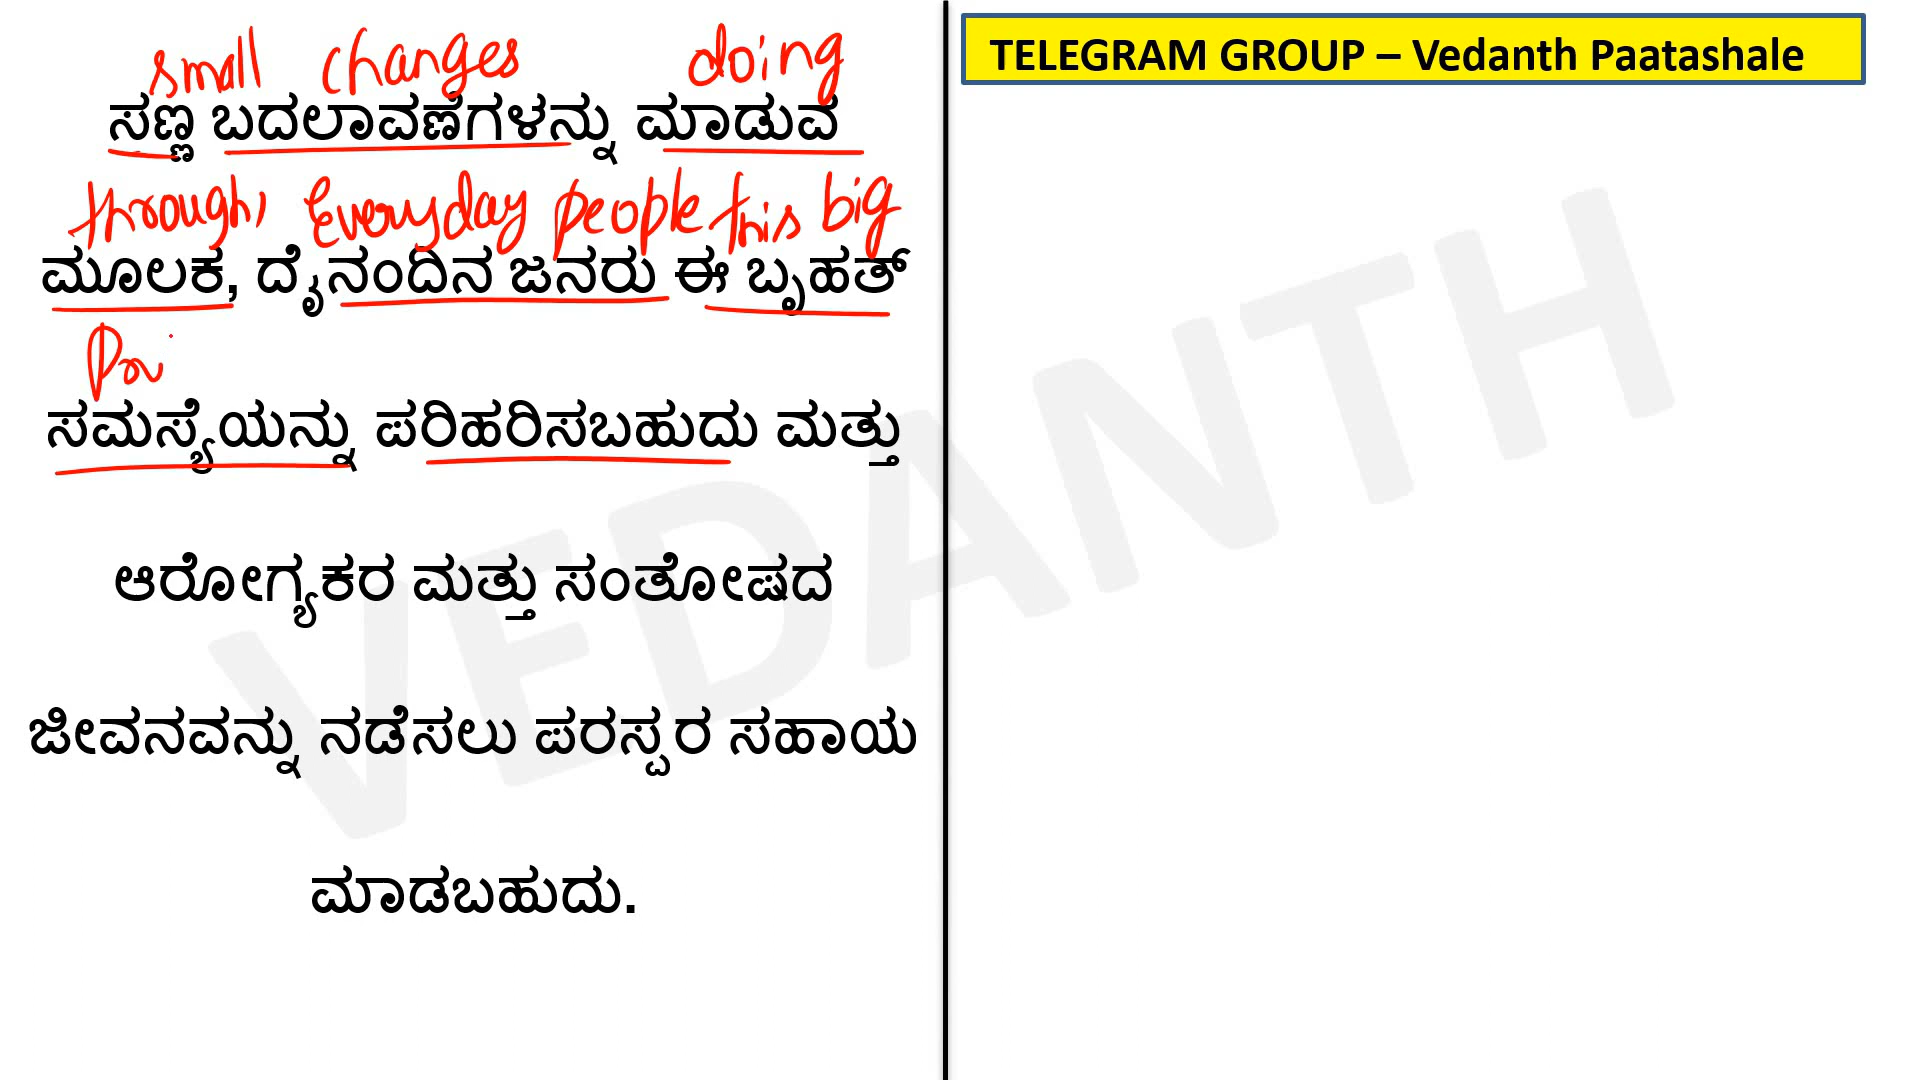 small changes doing
ಸಣ್ಣ ಬದಲಾವಣೆಗಳನ್ನು ಮಾಡುವ
through, Everyday people this big
ಮೂಲಕ, ದೈನಂದಿನ ಜನರು ಈ ಬೃಹತ್
ಸಮಸ್ಯೆಯನ್ನು ಪರಿಹರಿಸಬಹುದು ಮತ್ತು
ಆರೋಗ್ಯಕರ ಮತ್ತು ಸಂತೋಷದ
ಜೀವನವನ್ನು ನಡೆಸಲು ಪರಸ್ಪರ ಸಹಾಯ
ಮಾಡಬಹುದು.
TELEGRAM GROUP – Vedanth Paatashale
VEDANTH